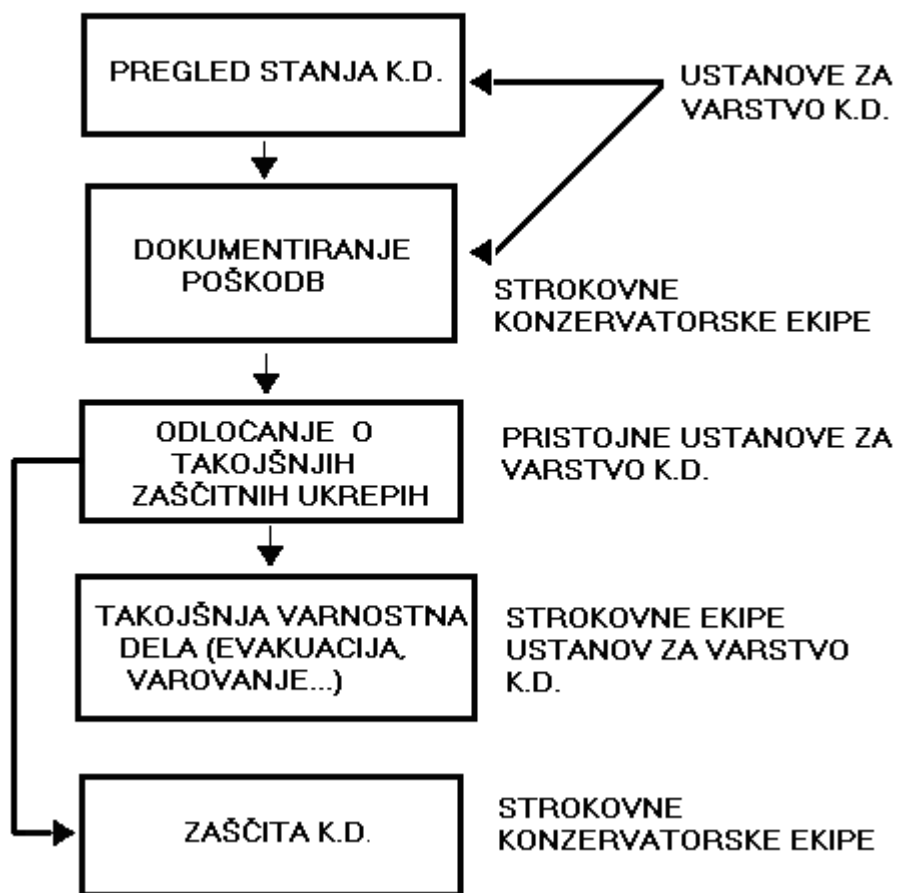 PREGLED STANJA K.D.
USTANOVE ZA
VARSTVO K.D.
DOKUMENTIRANJE
POŠKODB
STROKOVNE
KONZERVATORSKE EKIPE
ODLOČANJE O
TAKOJŠNJIH
ZAŠČITNIH UKREPIH
PRISTOJNE USTANOVE ZA
VARSTVO K.D.
TAKOJŠNJA VARNOSTNA
DELA (EVAKUACIJA,
VAROVANJE...)
STROKOVNE EKIPE
USTANOV ZA VARSTVO
K.D.
ZAŠČITA K.D.
STROKOVNE
KONZERVATORSKE EKIPE